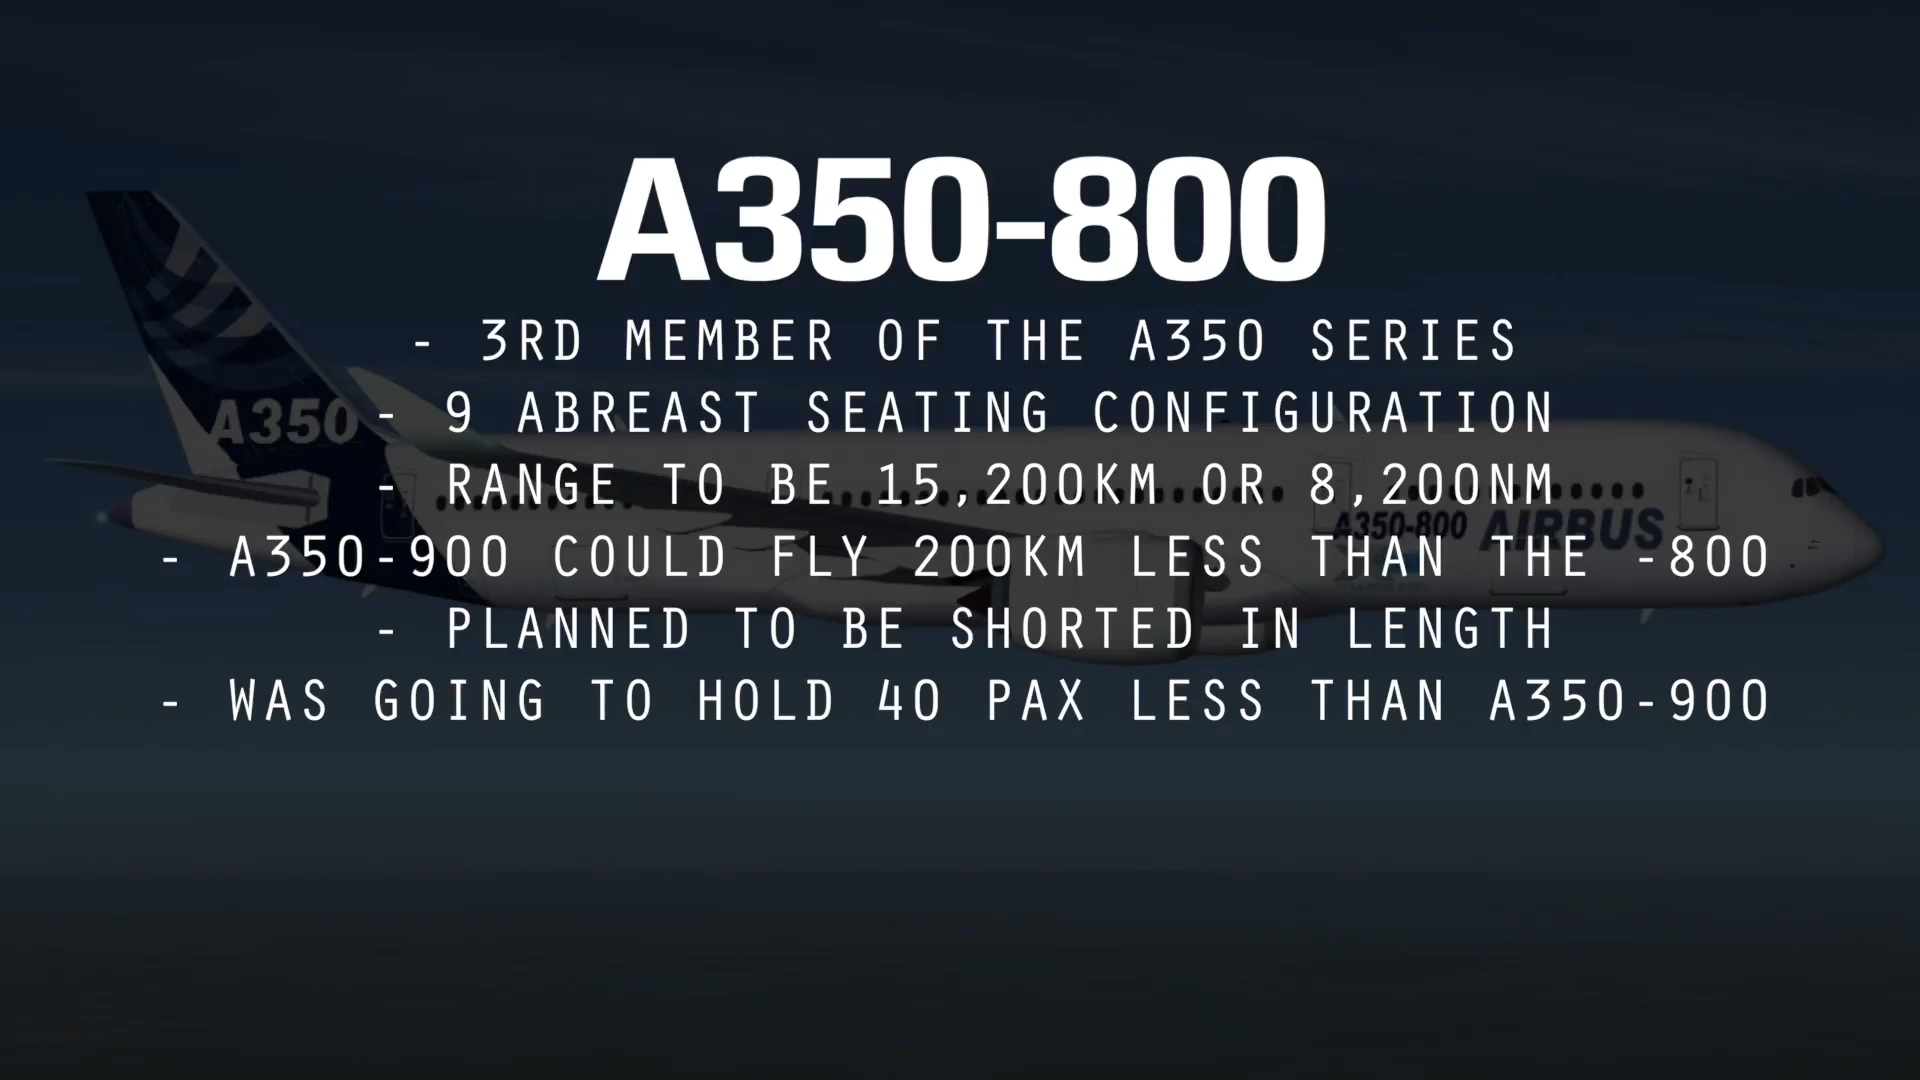 A350-800
- 3RD MEMBER OF THE A350 SERIES
- 9 ABREAST SEATING CONFIGURATION
- RANGE TO BE 15,200KM OR 8,200NM
- A350-900 COULD FLY 200KM LESS THAN THE -800
- PLANNED TO BE SHORTED IN LENGTH
- WAS GOING TO HOLD 40 PAX LESS THAN A350-900
A350
A350-800 AIRBUS